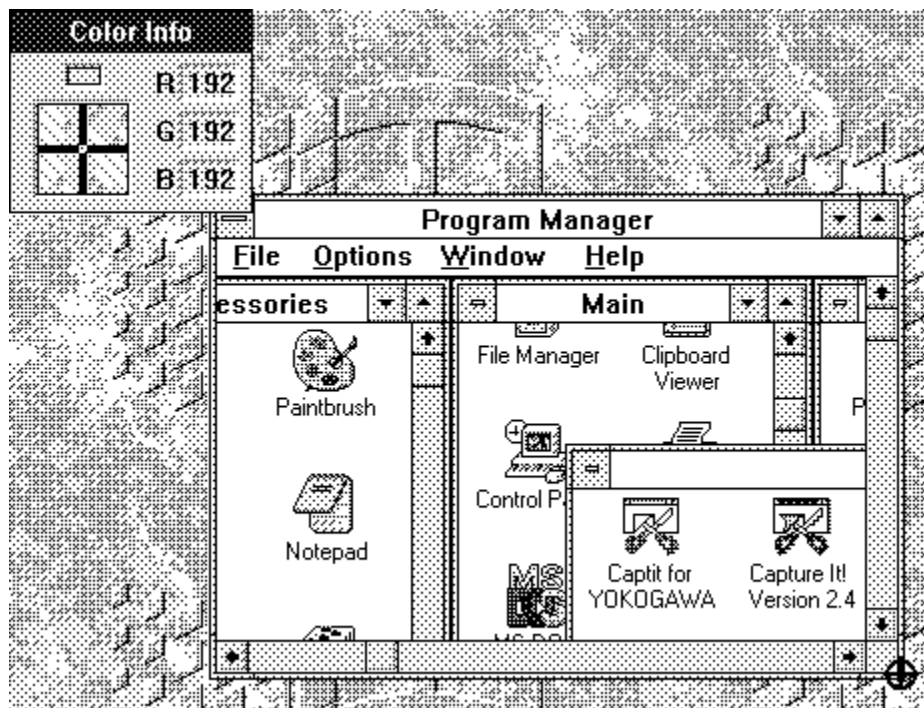 Color Info
R 192
G 192
B 192
Program Manager
File Options Window Help
essories
Main
File Manager
Clipboard
Viewer
Paintbrush
P
Control P
Notepad
MS
Captit for
YOKOGAWA
Capture It!
Version 2.4